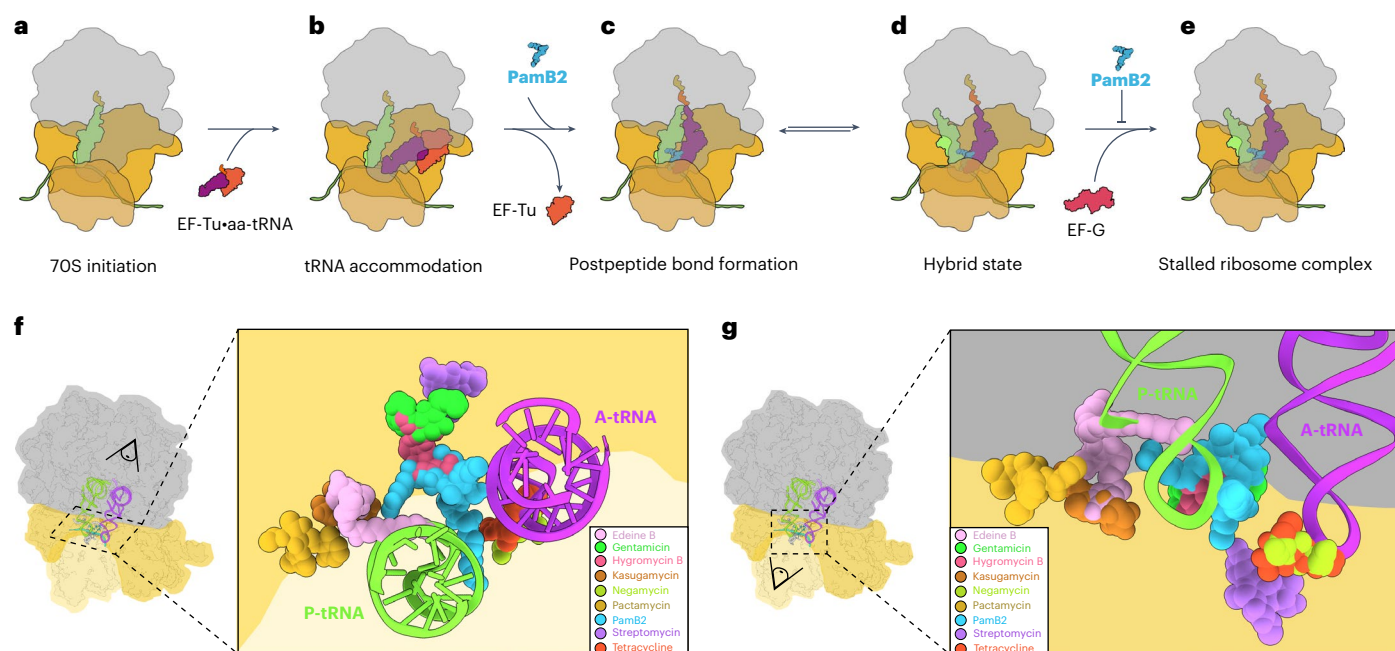 a
b
c
d
e
PamB2
PamB2
EF-Tu•aa-tRNA
EF-Tu
EF-G
70S initiation
tRNA accommodation
Postpeptide bond formation
Hybrid state
Stalled ribosome complex
f
A-tRNA
P-tRNA
Edeine B
Gentamicin
Hygromycin B
Kasugamycin
Negamycin
Pactamycin
PamB2
Streptomycin
Tetracycline
g
P-tRNA
A-tRNA
Edeine B
Gentamicin
Hygromycin B
Kasugamycin
Negamycin
Pactamycin
PamB2
Streptomycin
Tetracycline